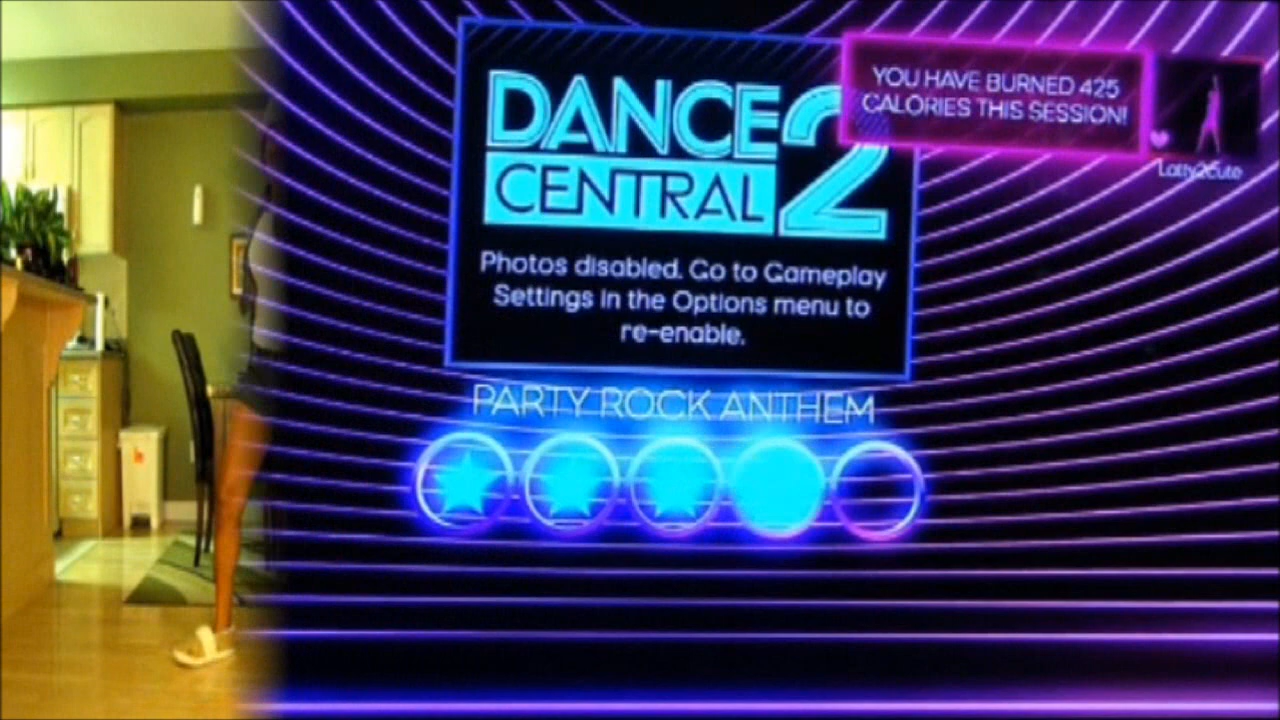 DANCE
CENTRAL 2
YOU HAVE BURNED 425
CALORIES THIS SESSION!
Latty2cute
Photos disabled. Go to Gameplay
Settings in the Options menu to
re-enable.
PARTY ROCK ANTHEM